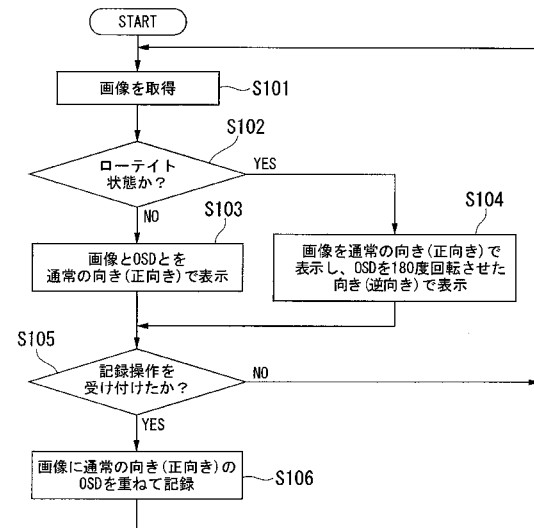 START
画像を取得
S101
S102
ローテイト
状態か？
YES
NO
S103
画像とOSDとを
通常の向き(正向き)で表示
S104
画像を通常の向き(正向き)で
表示し、OSDを180度回転させた
向き(逆向き)で表示
S105
記録操作を
受け付けたか？
NO
YES
画像に通常の向き(正向き)の
OSDを重ねて記録
S106